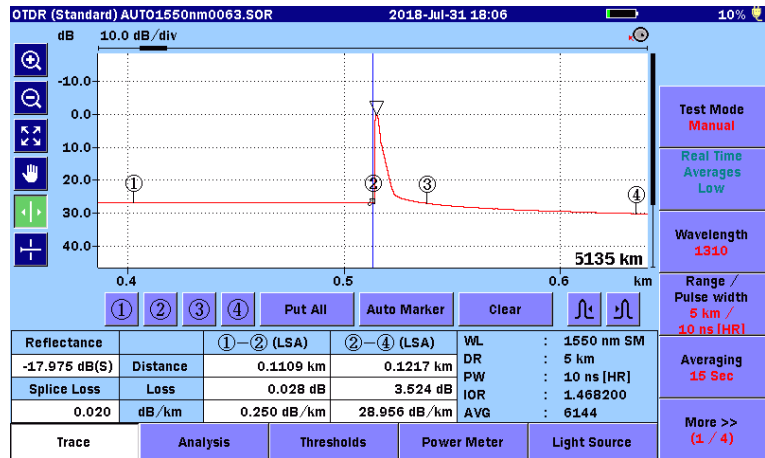 OTDR (Standard) AUTO1550nm0063.SOR 2018-Jul-31 18:06 10%
dB 10.0 dB/div
-10.0
0.0
10.0
20.0
30.0
40.0
① ② ③ ④
5135 km
0.4 0.5 0.6 km
① ② ③ ④ Put All Auto Marker Clear
Reflectance ①-② (LSA) ②-④ (LSA)
-17.975 dB(S) Distance 0.1109 km 0.1217 km
Splice Loss Loss 0.028 dB 3.524 dB
0.020 dB/km 0.250 dB/km 28.956 dB/km
WL : 1550 nm SM
DR : 5 km
PW : 10 ns [HR]
IOR : 1.468200
AVG : 6144
Trace Analysis Thresholds Power Meter Light Source
Test Mode
Manual
Real Time
Averages
Low
Wavelength
1310
Range /
Pulse width
5 km /
10 ns [HR]
Averaging
15 Sec
More >>
(1 / 4)